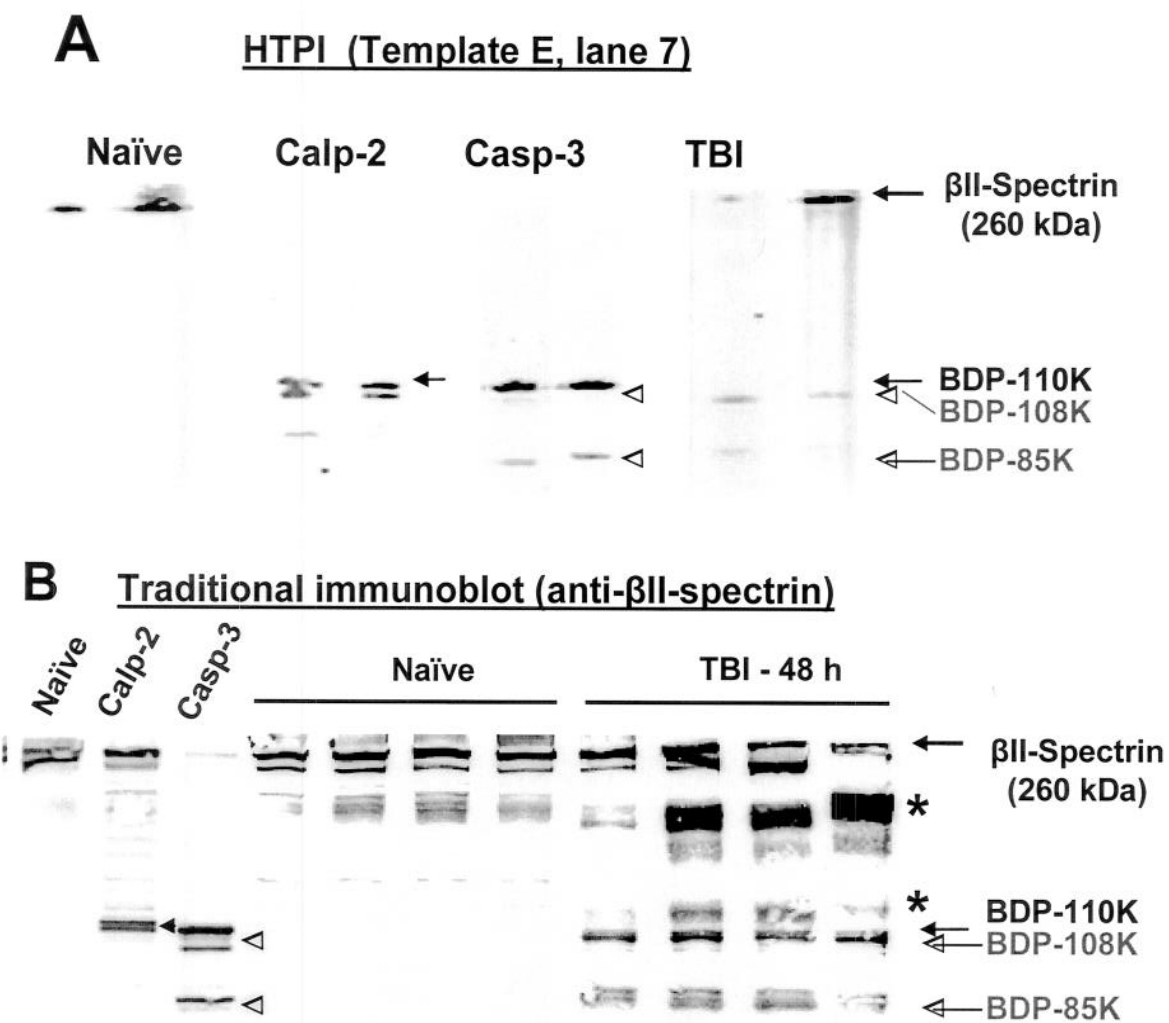 A
HTPI (Template E, lane 7)
Naïve Calp-2 Casp-3 TBI
βII-Spectrin
(260 kDa)
BDP-110K
BDP-108K
BDP-85K
B
Traditional immunoblot (anti-βII-spectrin)
Naïve Calp-2 Casp-3 Naïve TBI - 48 h
βII-Spectrin
(260 kDa)
*
*
BDP-110K
BDP-108K
BDP-85K